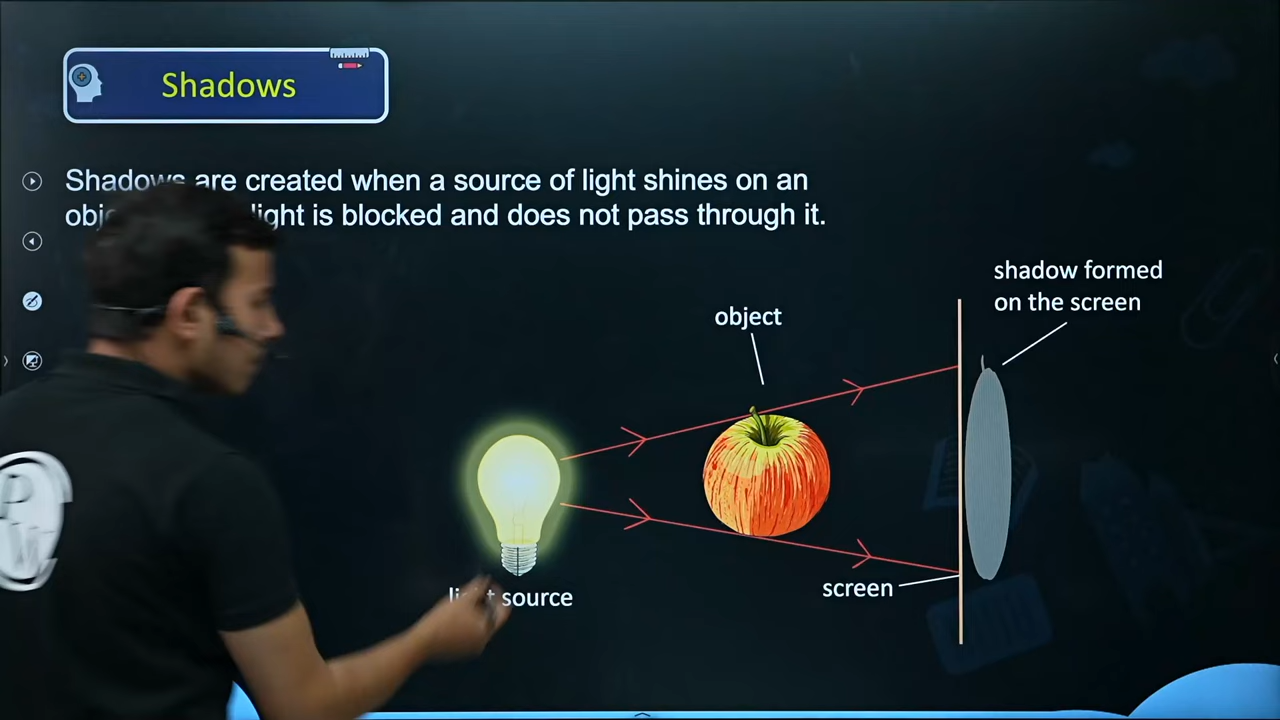 Shadows
Shadows are created when a source of light shines on an
light is blocked and does not pass through it.
shadow formed
on the screen
object
screen
source
PW